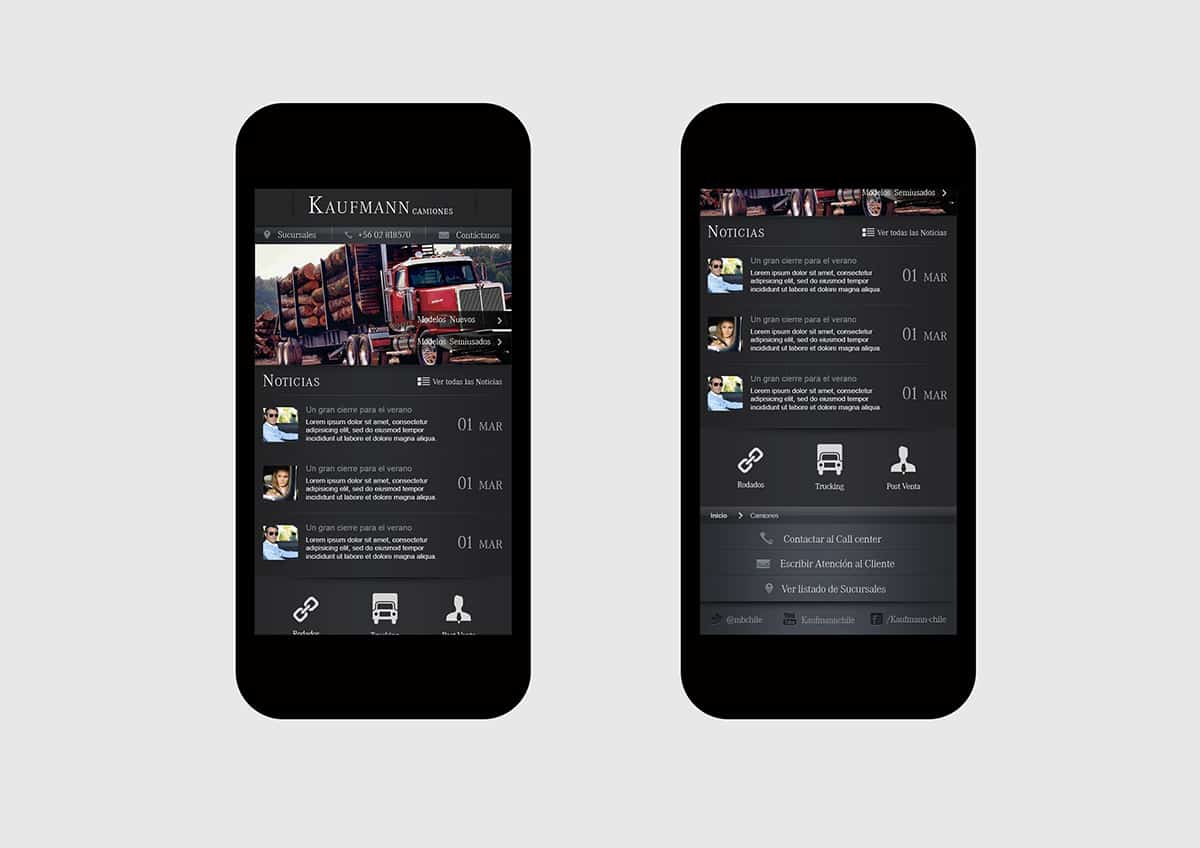 KAUFMANN CAMIONES
Sucursales
+56 02 818570
Contáctanos
Modelos Nuevos
Modelos Semiusados
NOTICIAS
Ver todas las Noticias
Un gran cierre para el verano
Lorem ipsum dolor sit amet, consectetur
adipisicing elit, sed do eiusmod tempor
incididunt ut labore et dolore magna aliqua.
01 MAR
Un gran cierre para el verano
Lorem ipsum dolor sit amet, consectetur
adipisicing elit, sed do eiusmod tempor
incididunt ut labore et dolore magna aliqua.
01 MAR
Un gran cierre para el verano
Lorem ipsum dolor sit amet, consectetur
adipisicing elit, sed do eiusmod tempor
incididunt ut labore et dolore magna aliqua.
01 MAR
Rodados
Trucking
Post Venta
Modelos Semiusados
NOTICIAS
Ver todas las Noticias
Un gran cierre para el verano
Lorem ipsum dolor sit amet, consectetur
adipisicing elit, sed do eiusmod tempor
incididunt ut labore et dolore magna aliqua.
01 MAR
Un gran cierre para el verano
Lorem ipsum dolor sit amet, consectetur
adipisicing elit, sed do eiusmod tempor
incididunt ut labore et dolore magna aliqua.
01 MAR
Un gran cierre para el verano
Lorem ipsum dolor sit amet, consectetur
adipisicing elit, sed do eiusmod tempor
incididunt ut labore et dolore magna aliqua.
01 MAR
Rodados
Trucking
Post Venta
Inicio
Camiones
Contactar al Call center
Escribir Atención al Cliente
Ver listado de Sucursales
@mbchile
You Tube
Kaufmannchile
/Kaufmann-chile